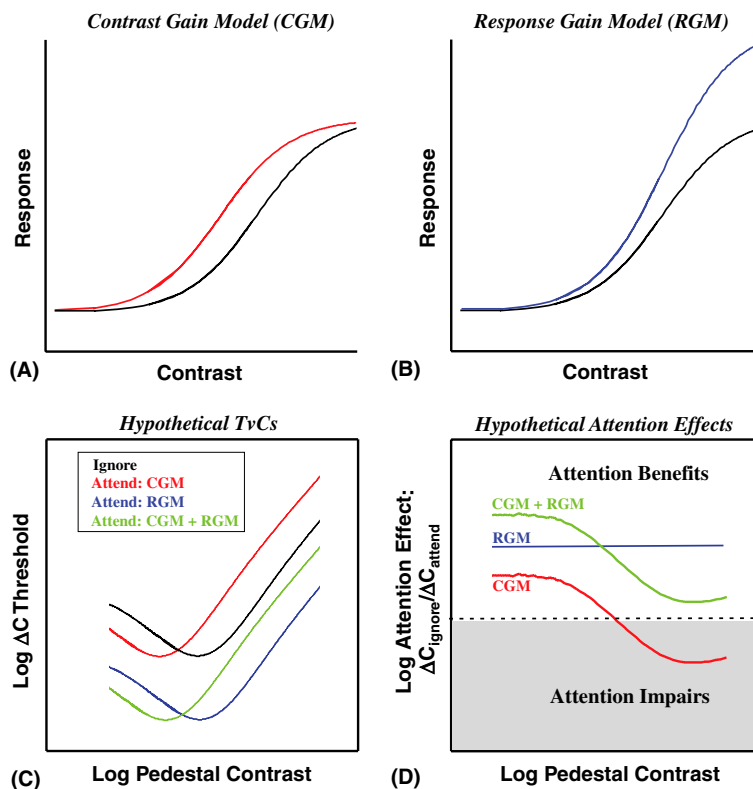 Contrast Gain Model (CGM)
Response
Contrast
(A)
Response Gain Model (RGM)
Response
Contrast
(B)
Hypothetical TvCs
Ignore
Attend: CGM
Attend: RGM
Attend: CGM + RGM
Log ΔC Threshold
Log Pedestal Contrast
(C)
Hypothetical Attention Effects
Attention Benefits
CGM + RGM
RGM
CGM
Attention Impairs
Log Attention Effect:
ΔCignore/ΔCattend
Log Pedestal Contrast
(D)